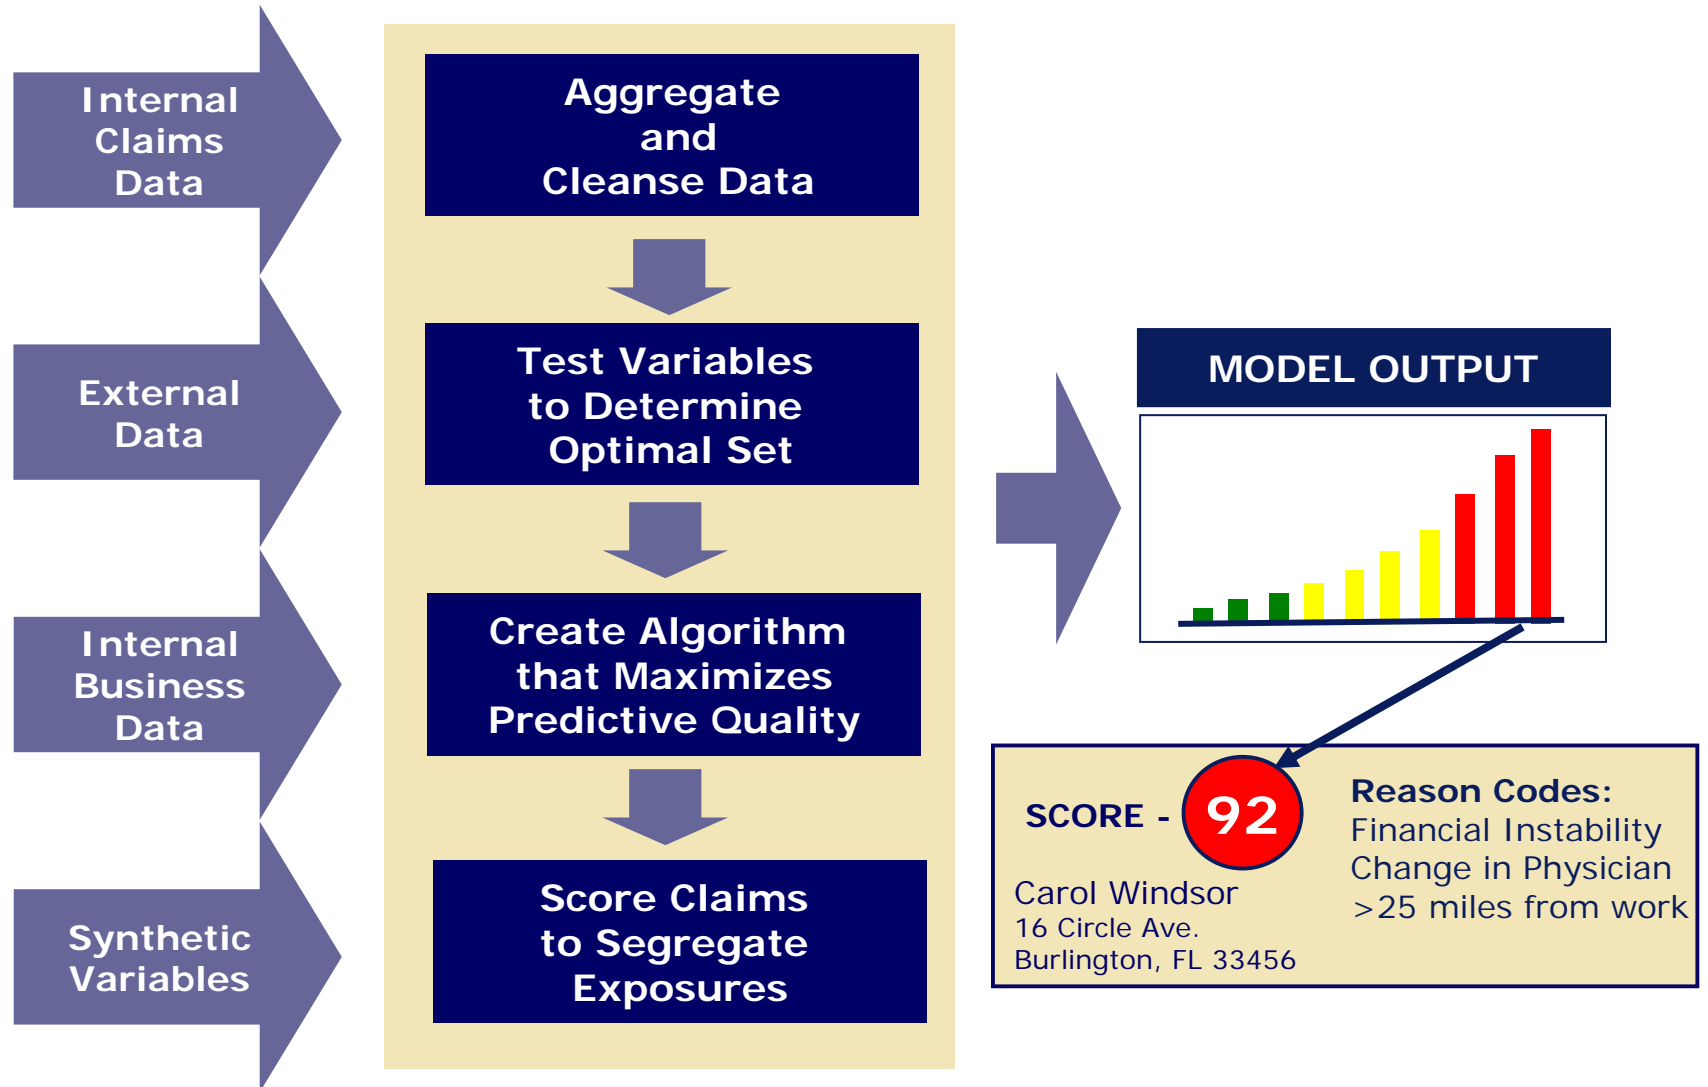 Internal
Claims
Data
External
Data
Internal
Business
Data
Synthetic
Variables
Aggregate
and
Cleanse Data
Test Variables
to Determine
Optimal Set
Create Algorithm
that Maximizes
Predictive Quality
Score Claims
to Segregate
Exposures
MODEL OUTPUT
SCORE - 92
Carol Windsor
16 Circle Ave.
Burlington, FL 33456
Reason Codes:
Financial Instability
Change in Physician
>25 miles from work